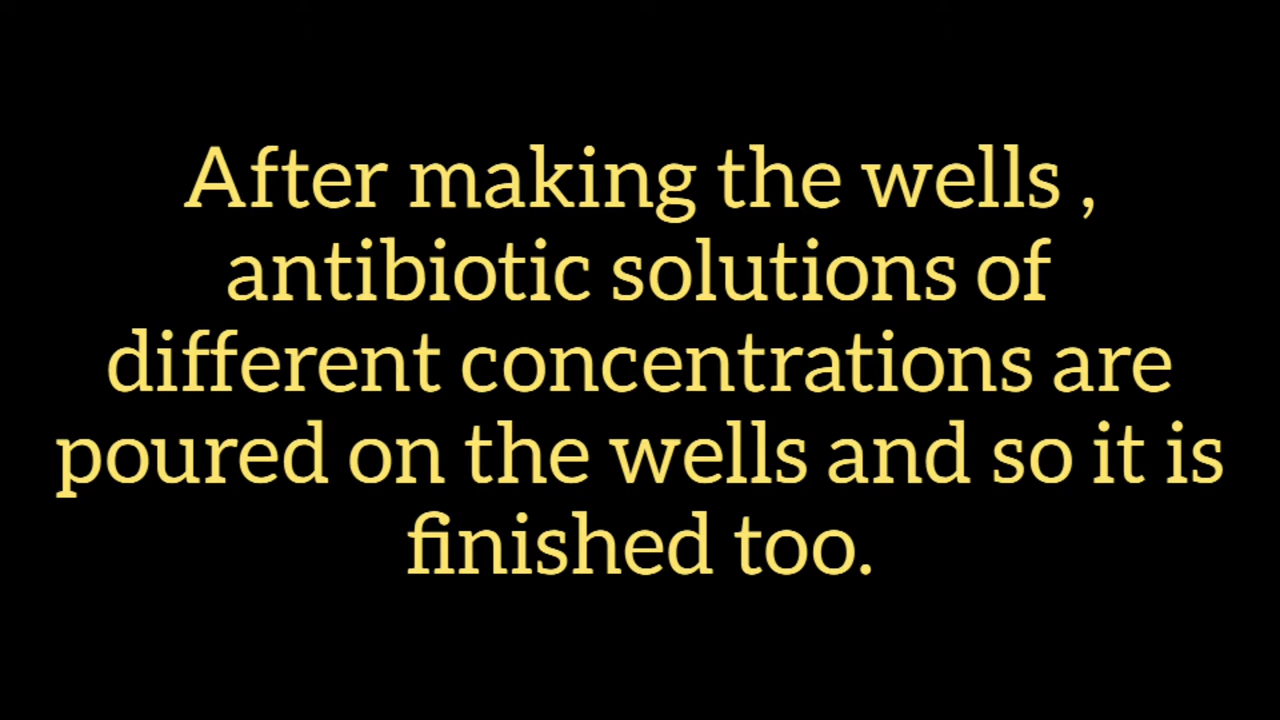 After making the wells ,
antibiotic solutions of
different concentrations are
poured on the wells and so it is
finished too.